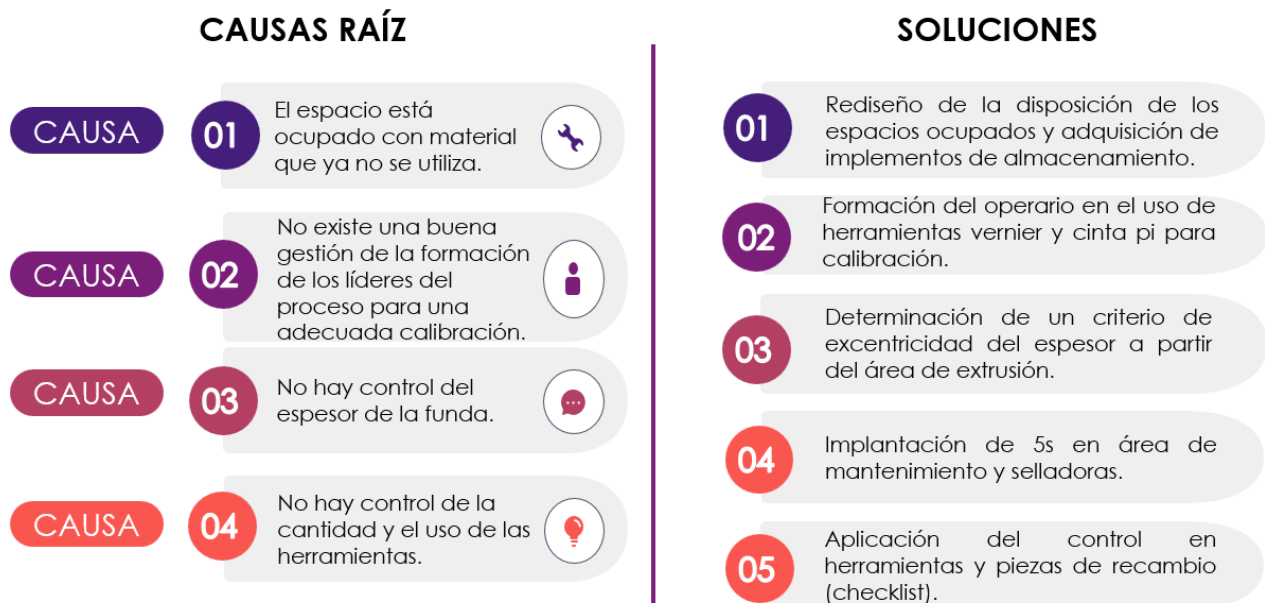 CAUSAS RAÍZ
CAUSA
01
El espacio está
ocupado con material
que ya no se utiliza.
CAUSA
02
No existe una buena
gestión de la formación
de los líderes del
proceso para una
adecuada calibración.
CAUSA
03
No hay control del
espesor de la funda.
CAUSA
04
No hay control de la
cantidad y el uso de las
herramientas.
SOLUCIONES
01
Rediseño de la disposición de los
espacios ocupados y adquisición de
implementos de almacenamiento.
02
Formación del operario en el uso de
herramientas vernier y cinta pi para
calibración.
03
Determinación de un criterio de
excentricidad del espesor a partir
del área de extrusión.
04
Implantación de 5s en área de
mantenimiento y selladoras.
05
Aplicación del control en
herramientas y piezas de recambio
(checklist).